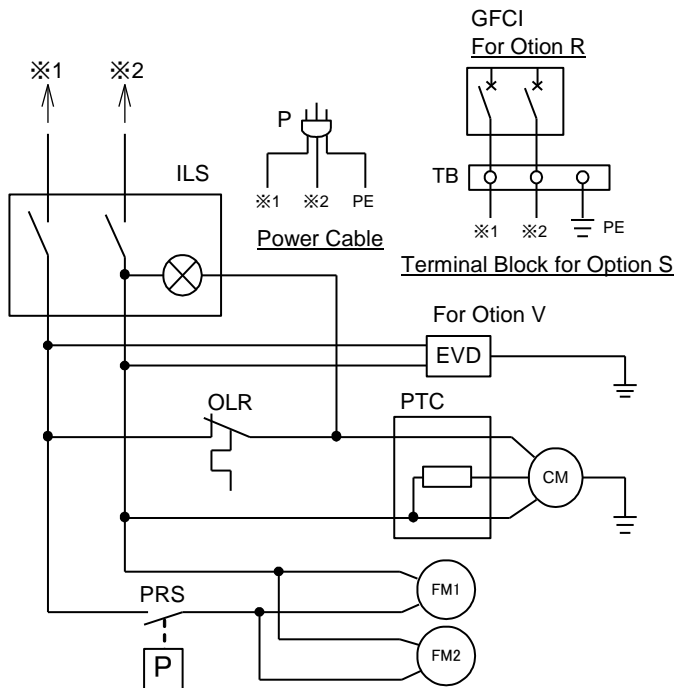 GFCI
For Otion R
※1
※2
P
ILS
TB
※1
※2
PE
※1
※2
PE
Power Cable
Terminal Block for Option S
For Otion V
EVD
OLR
PTC
CM
PRS
FM1
FM2
P